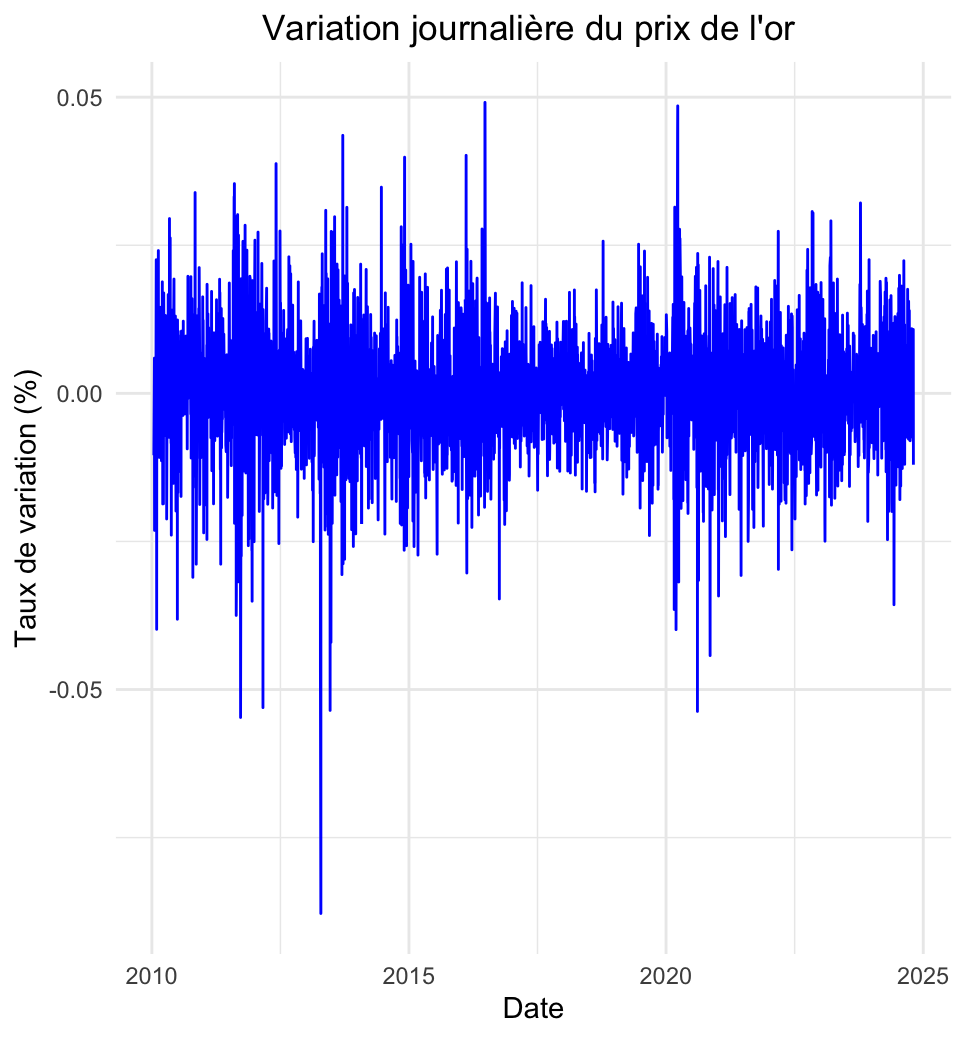 Variation journalière du prix de l'or
Taux de variation (%)
0.05
0.00
-0.05
2010
2015
2020
2025
Date